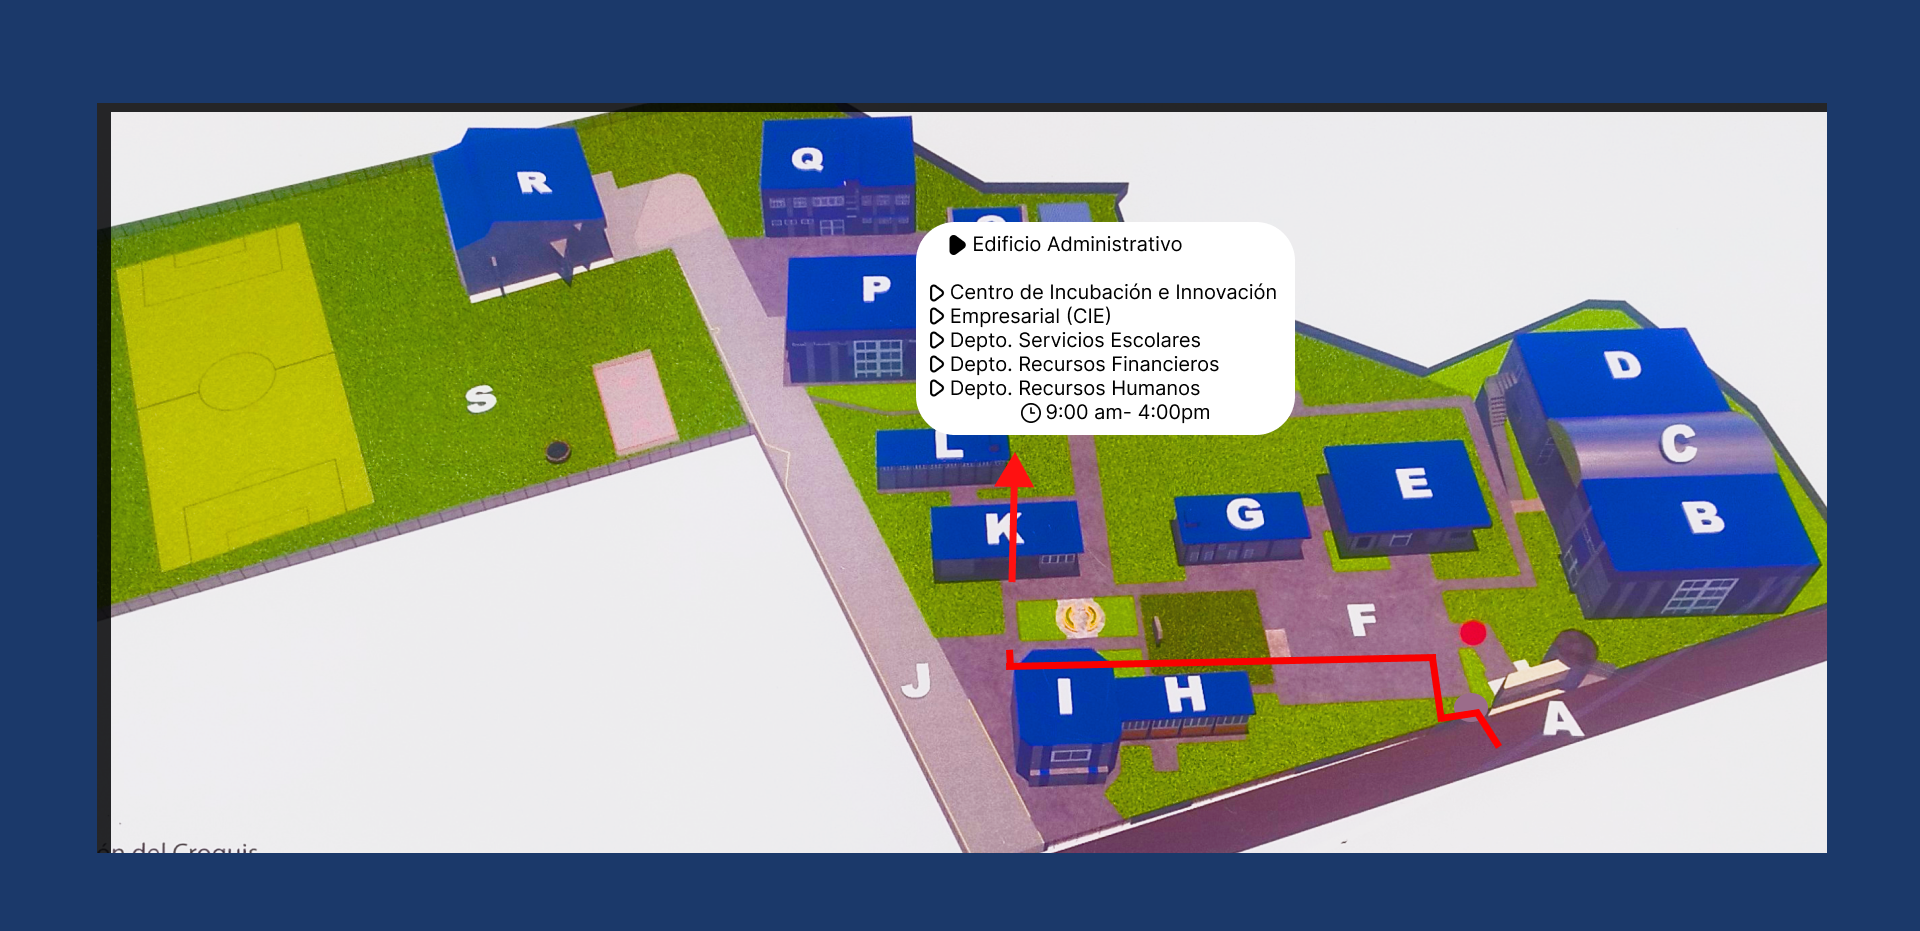 R
Q
Edificio Administrativo
Centro de Incubación e Innovación
Empresarial (CIE)
Depto. Servicios Escolares
Depto. Recursos Financieros
Depto. Recursos Humanos
9:00 am- 4:00pm
P
D
S
C
L
E
G
B
K
F
J
I
H
A
del Croquis